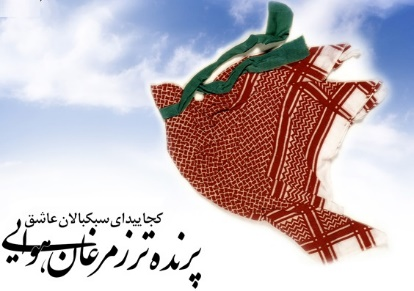 کجایید ای سبکبالان عاشق
پرنده تر ز مرغان هوایی